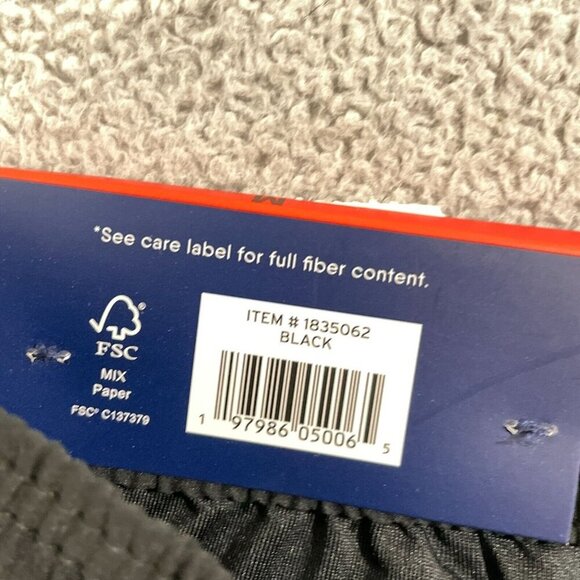 M
*See care label for full fiber content.
FSC®
MIX
Paper
FSC® C137379
ITEM # 1835062
BLACK
1 97986 05006 5